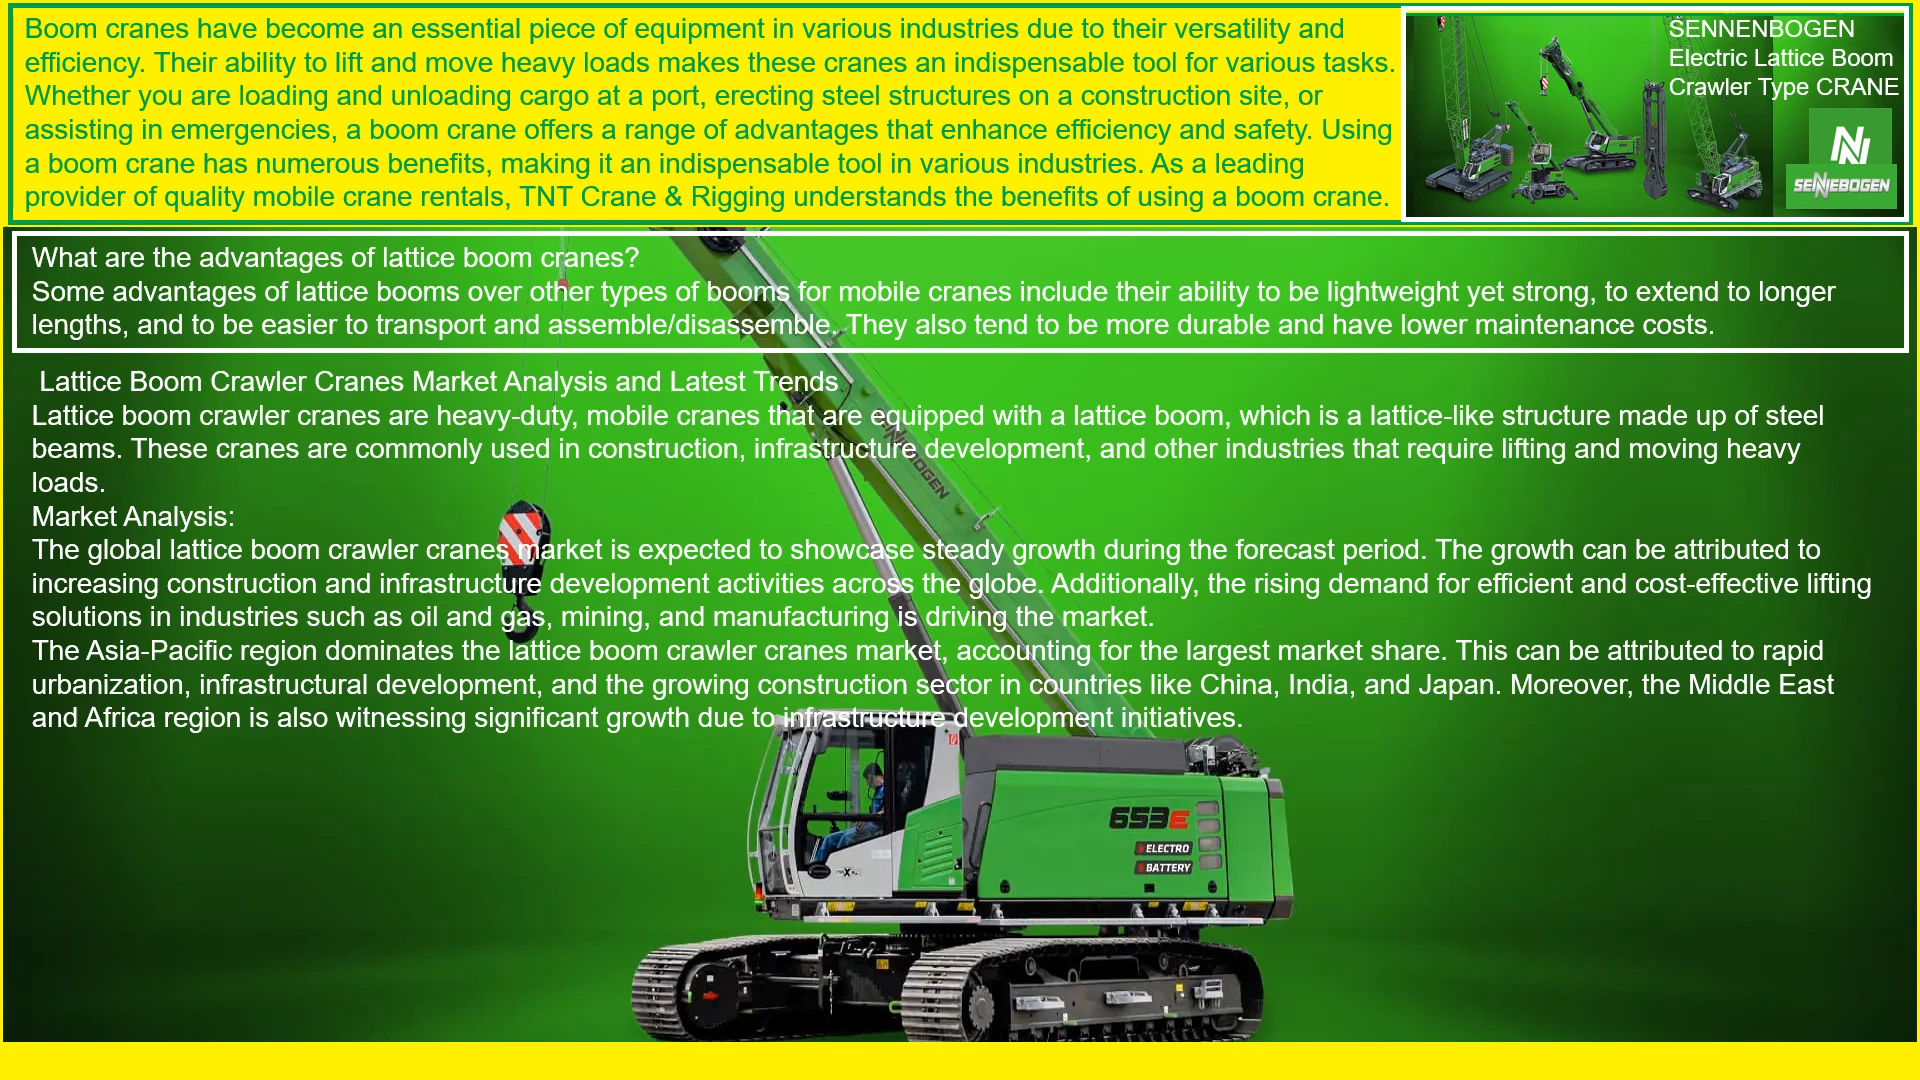 Boom cranes have become an essential piece of equipment in various industries due to their versatility and
efficiency. Their ability to lift and move heavy loads makes these cranes an indispensable tool for various tasks.
Whether you are loading and unloading cargo at a port, erecting steel structures on a construction site, or
assisting in emergencies, a boom crane offers a range of advantages that enhance efficiency and safety. Using
a boom crane has numerous benefits, making it an indispensable tool in various industries. As a leading
provider of quality mobile crane rentals, TNT Crane & Rigging understands the benefits of using a boom crane.
SENNENBOGEN
Electric Lattice Boom
Crawler Type CRANE
SENNEBOGEN
What are the advantages of lattice boom cranes?
Some advantages of lattice booms over other types of booms for mobile cranes include their ability to be lightweight yet strong, to extend to longer
lengths, and to be easier to transport and assemble/disassemble. They also tend to be more durable and have lower maintenance costs.
Lattice Boom Crawler Cranes Market Analysis and Latest Trends
Lattice boom crawler cranes are heavy-duty, mobile cranes that are equipped with a lattice boom, which is a lattice-like structure made up of steel
beams. These cranes are commonly used in construction, infrastructure development, and other industries that require lifting and moving heavy
loads.
Market Analysis:
The global lattice boom crawler cranes market is expected to showcase steady growth during the forecast period. The growth can be attributed to
increasing construction and infrastructure development activities across the globe. Additionally, the rising demand for efficient and cost-effective lifting
solutions in industries such as oil and gas, mining, and manufacturing is driving the market.
The Asia-Pacific region dominates the lattice boom crawler cranes market, accounting for the largest market share. This can be attributed to rapid
urbanization, infrastructural development, and the growing construction sector in countries like China, India, and Japan. Moreover, the Middle East
and Africa region is also witnessing significant growth due to infrastructure development initiatives.
SENNEBOGEN
653E
ELECTRO
BATTERY